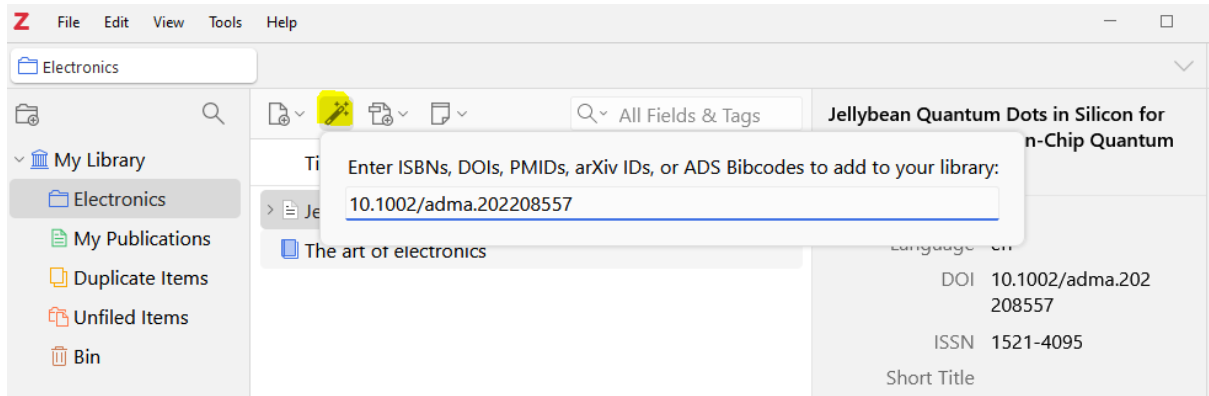 Z File Edit View Tools Help
Electronics
All Fields & Tags
Jellybean Quantum Dots in Silicon for
n-Chip Quantum
My Library
Ti
Enter ISBNs, DOIs, PMIDs, arXiv IDs, or ADS Bibcodes to add to your library:
Electronics
Je
10.1002/adma.202208557
My Publications
The art of electronics
Language en
Duplicate Items
DOI 10.1002/adma.202
208557
Unfiled Items
ISSN 1521-4095
Bin
Short Title